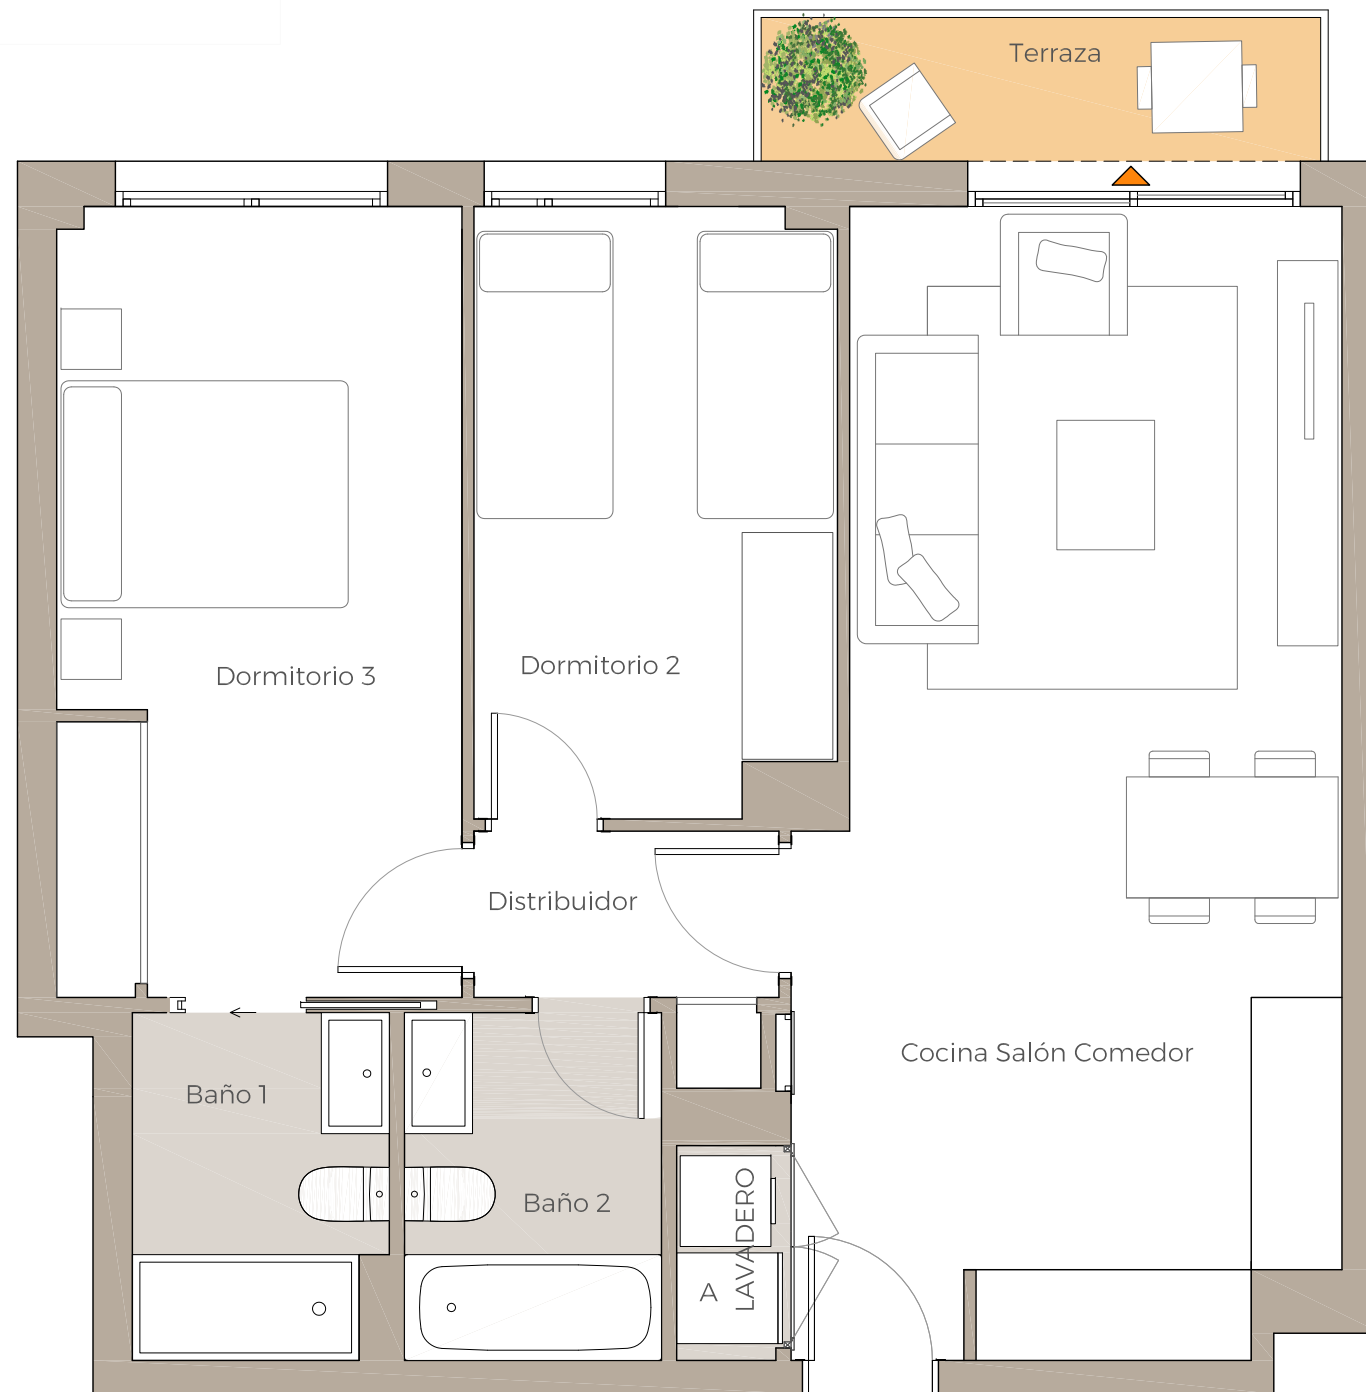 Terraza
Dormitorio 3
Dormitorio 2
Distribuidor
Cocina Salón Comedor
Baño 1
Baño 2
LAVADERO
A